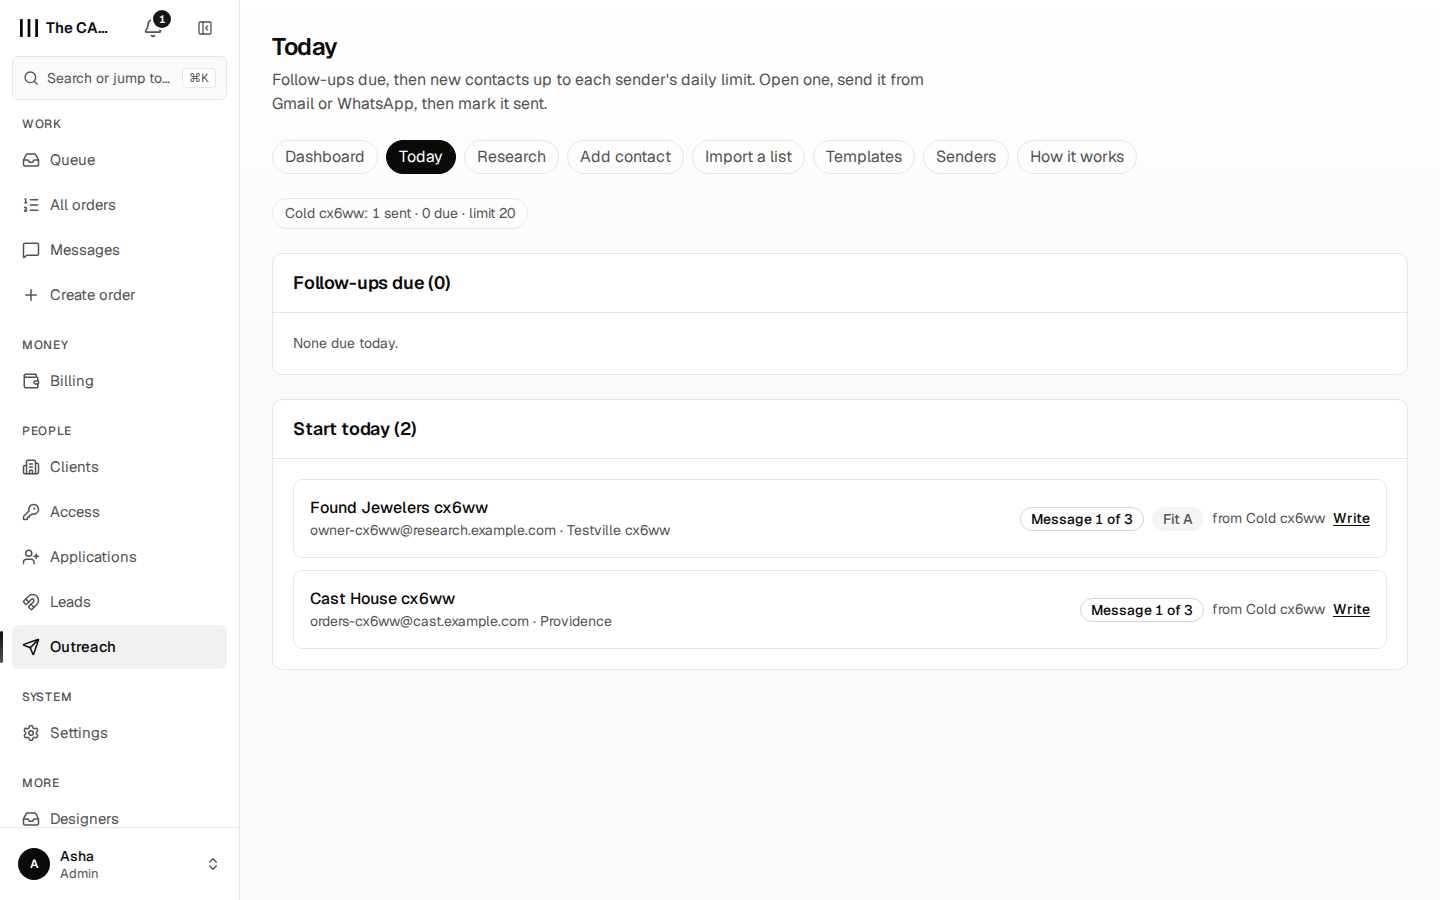 The CA...
1
Search or jump to... ⌘K
WORK
Queue
All orders
Messages
Create order
MONEY
Billing
PEOPLE
Clients
Access
Applications
Leads
Outreach
SYSTEM
Settings
MORE
Designers
A
Asha
Admin
Today
Follow-ups due, then new contacts up to each sender's daily limit. Open one, send it from
Gmail or WhatsApp, then mark it sent.
Dashboard Today Research Add contact Import a list Templates Senders How it works
Cold cx6ww: 1 sent · 0 due · limit 20
Follow-ups due (0)
None due today.
Start today (2)
Found Jewelers cx6ww
owner-cx6ww@research.example.com · Testville cx6ww
Message 1 of 3 Fit A from Cold cx6ww Write
Cast House cx6ww
orders-cx6ww@cast.example.com · Providence
Message 1 of 3 from Cold cx6ww Write